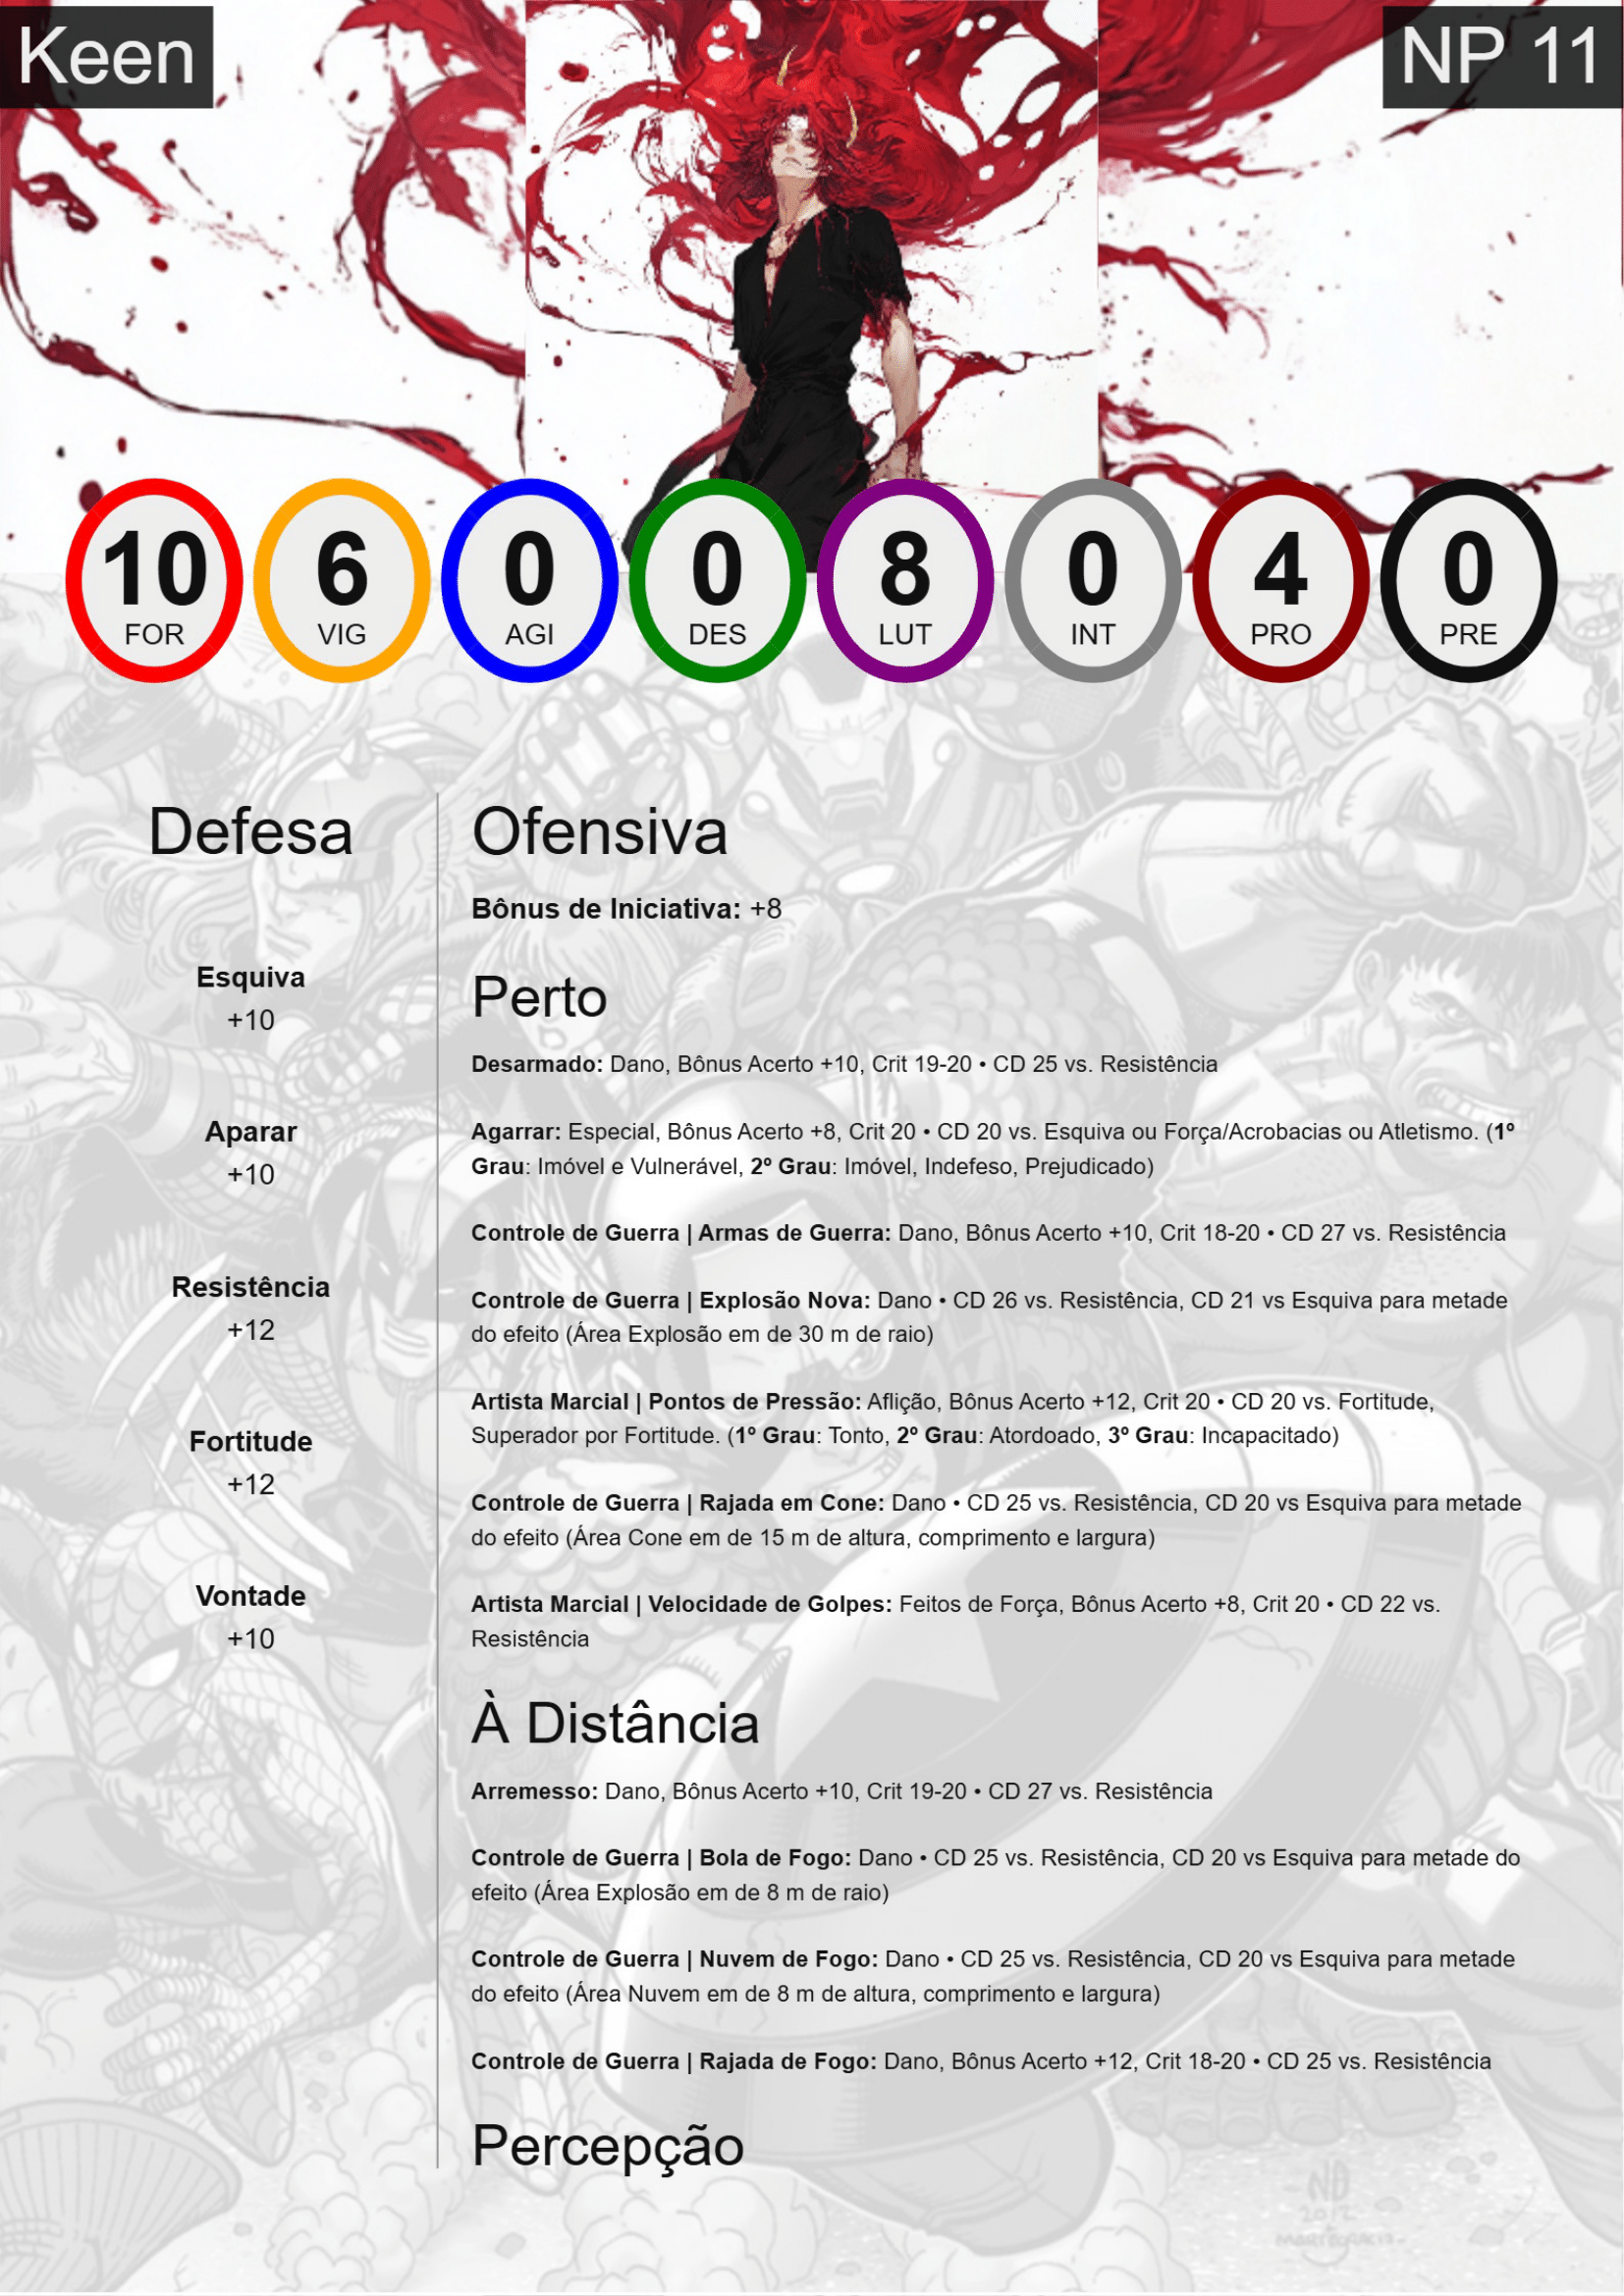 Keen
NP 11
10
FOR
6
VIG
0
AGI
0
DES
8
LUT
0
INT
4
PRO
0
PRE
Defesa
Esquiva
+10
Aparar
+10
Resistência
+12
Fortitude
+12
Vontade
+10
Ofensiva
Bônus de Iniciativa: +8
Perto
Desarmado: Dano, Bônus Acerto +10, Crit 19-20 • CD 25 vs. Resistência
Agarrar: Especial, Bônus Acerto +8, Crit 20 • CD 20 vs. Esquiva ou Força/Acrobacias ou Atletismo. (1º
Grau: Imóvel e Vulnerável, 2º Grau: Imóvel, Indefeso, Prejudicado)
Controle de Guerra | Armas de Guerra: Dano, Bônus Acerto +10, Crit 18-20 • CD 27 vs. Resistência
Controle de Guerra | Explosão Nova: Dano • CD 26 vs. Resistência, CD 21 vs Esquiva para metade
do efeito (Área Explosão em de 30 m de raio)
Artista Marcial | Pontos de Pressão: Aflição, Bônus Acerto +12, Crit 20 • CD 20 vs. Fortitude,
Superador por Fortitude. (1º Grau: Tonto, 2º Grau: Atordoado, 3º Grau: Incapacitado)
Controle de Guerra | Rajada em Cone: Dano • CD 25 vs. Resistência, CD 20 vs Esquiva para metade
do efeito (Área Cone em de 15 m de altura, comprimento e largura)
Artista Marcial | Velocidade de Golpes: Feitos de Força, Bônus Acerto +8, Crit 20 • CD 22 vs.
Resistência
À Distância
Arremesso: Dano, Bônus Acerto +10, Crit 19-20 • CD 27 vs. Resistência
Controle de Guerra | Bola de Fogo: Dano • CD 25 vs. Resistência, CD 20 vs Esquiva para metade do
efeito (Área Explosão em de 8 m de raio)
Controle de Guerra | Nuvem de Fogo: Dano • CD 25 vs. Resistência, CD 20 vs Esquiva para metade
do efeito (Área Nuvem em de 8 m de altura, comprimento e largura)
Controle de Guerra | Rajada de Fogo: Dano, Bônus Acerto +12, Crit 18-20 • CD 25 vs. Resistência
Percepção
ND
2012